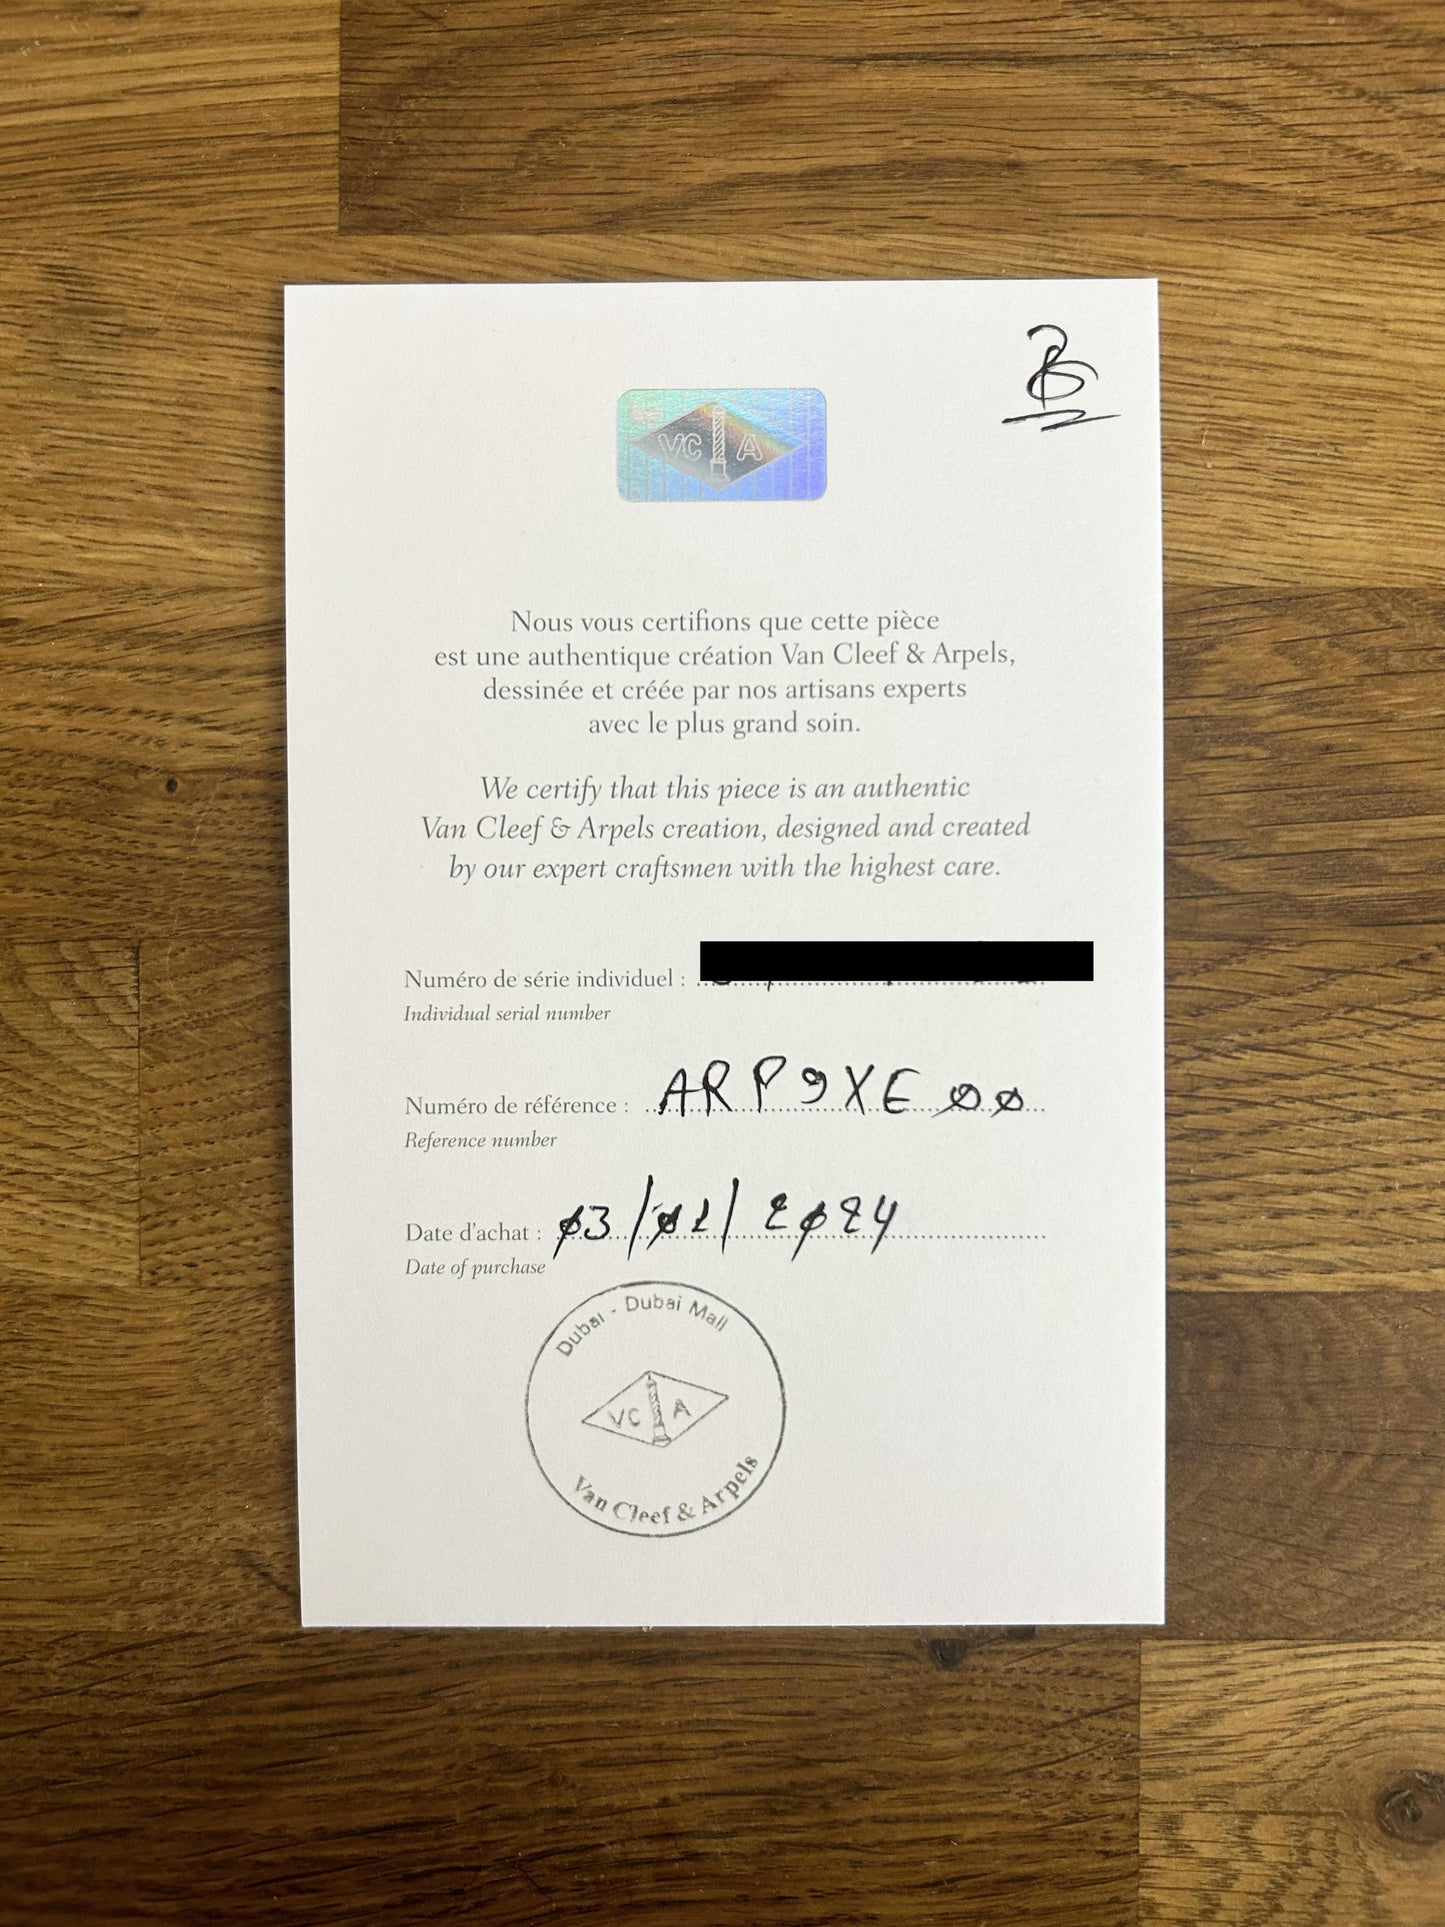 VC A
Nous vous certifions que cette pièce
est une authentique création Van Cleef & Arpels,
dessinée et créée par nos artisans experts
avec le plus grand soin.
We certify that this piece is an authentic
Van Cleef & Arpels creation, designed and created
by our expert craftsmen with the highest care.
Numéro de série individuel :
Individual serial number
Numéro de référence : ARP9XE00
Reference number
Date d'achat : 03/01/2024
Date of purchase
Dubai - Dubai Mall
VC A
Van Cleef & Arpels